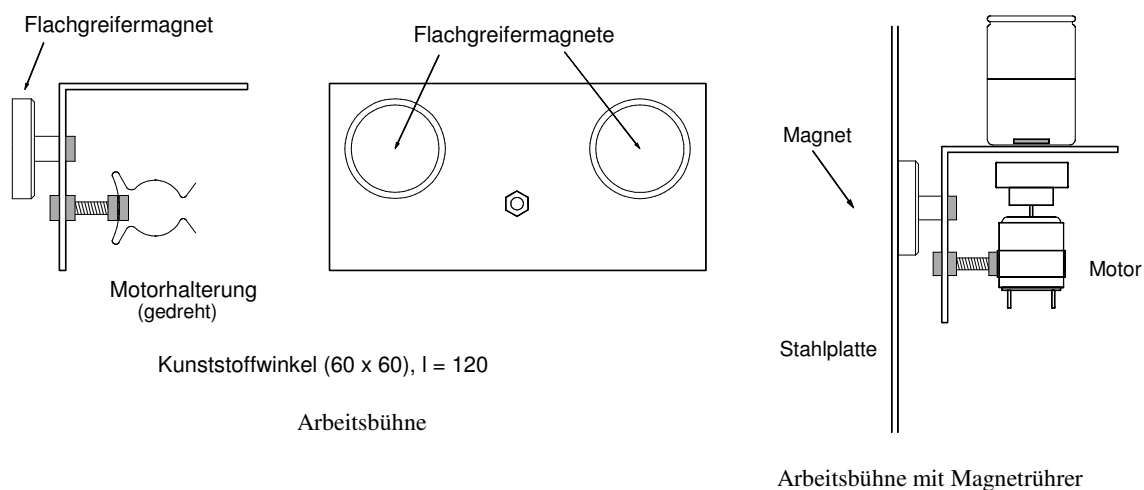 Flachgreifermagnet
Flachgreifermagnete
Motorhalterung
(gedreht)
Kunststoffwinkel (60 x 60), l = 120
Arbeitsbühne
Magnet
Motor
Stahlplatte
Arbeitsbühne mit Magnetrührer